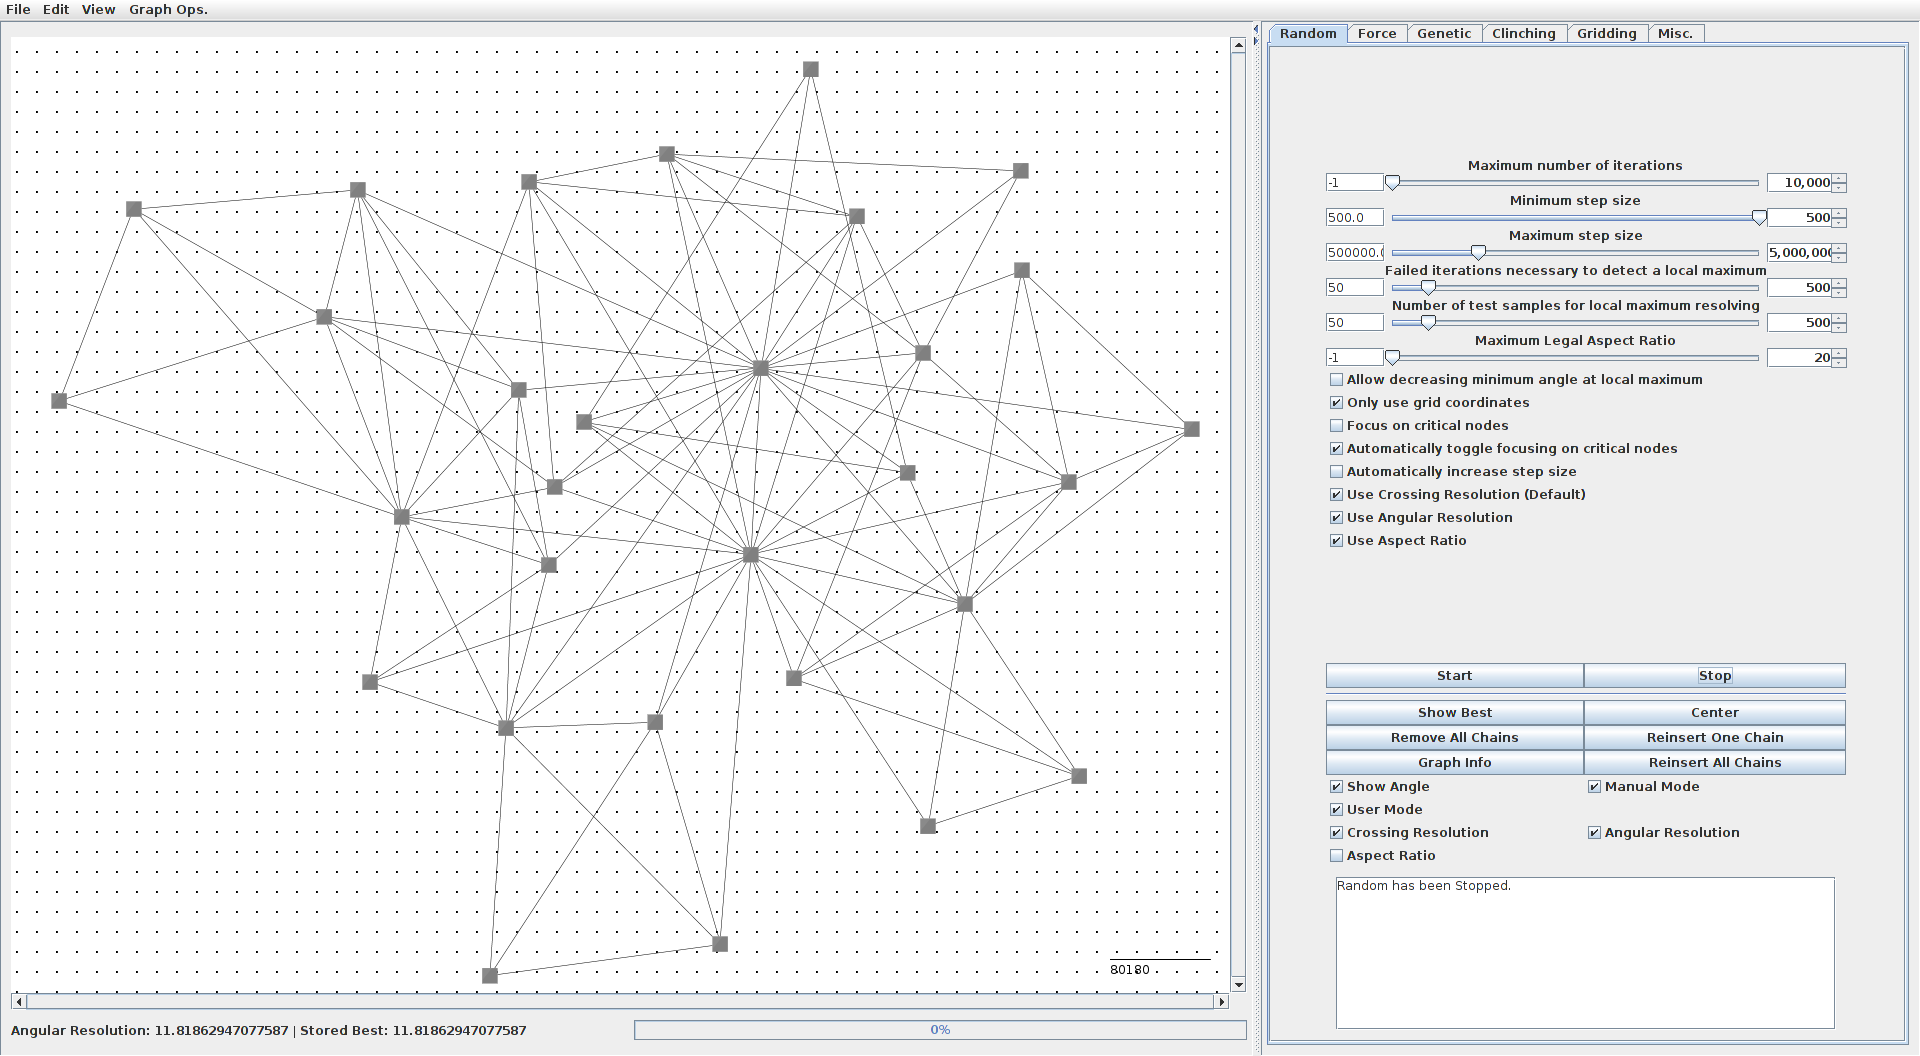 File Edit View Graph Ops.
Random Force Genetic Clinching Gridding Misc.
Maximum number of iterations
-1 10,000
Minimum step size
500.0 500
Maximum step size
500000. 5,000,000
Failed iterations necessary to detect a local maximum
50 500
Number of test samples for local maximum resolving
50 500
Maximum Legal Aspect Ratio
-1 20
Allow decreasing minimum angle at local maximum
Only use grid coordinates
Focus on critical nodes
Automatically toggle focusing on critical nodes
Automatically increase step size
Use Crossing Resolution (Default)
Use Angular Resolution
Use Aspect Ratio
Start Stop
Show Best Center
Remove All Chains Reinsert One Chain
Graph Info Reinsert All Chains
Show Angle Manual Mode
User Mode
Crossing Resolution Angular Resolution
Aspect Ratio
Random has been Stopped.
80180
Angular Resolution: 11.81862947077587 | Stored Best: 11.81862947077587
0%